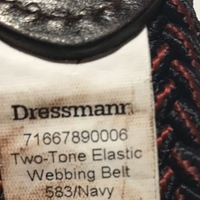 Dressmann
71667890006
Two-Tone Elastic
Webbing Belt
583/Navy